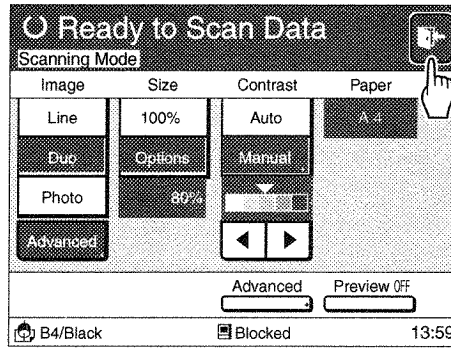 Ready to Scan Data
Scanning Mode
Image Size Contrast Paper
Line 100% Auto A4
Duo Options Manual
Photo 80%
Advanced
Advanced Preview OFF
B4/Black Blocked 13:59